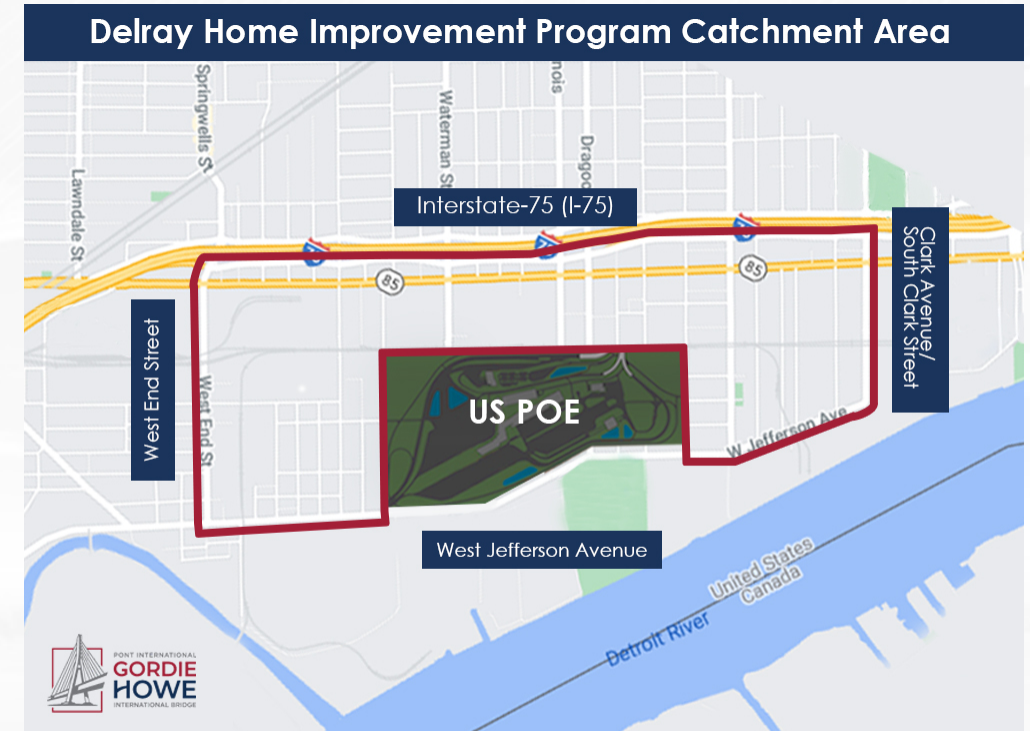 Delray Home Improvement Program Catchment Area
Springwells St
Waterman St
nois
Drago
Lawndale St
Interstate-75 (I-75)
75
75
75
85
85
Clark Avenue/
South Clark Street
West End Street
West End St
US POE
W Jefferson Ave
West Jefferson Avenue
United States
Canada
Detroit River
PONT INTERNATIONAL
GORDIE
HOWE
INTERNATIONAL BRIDGE